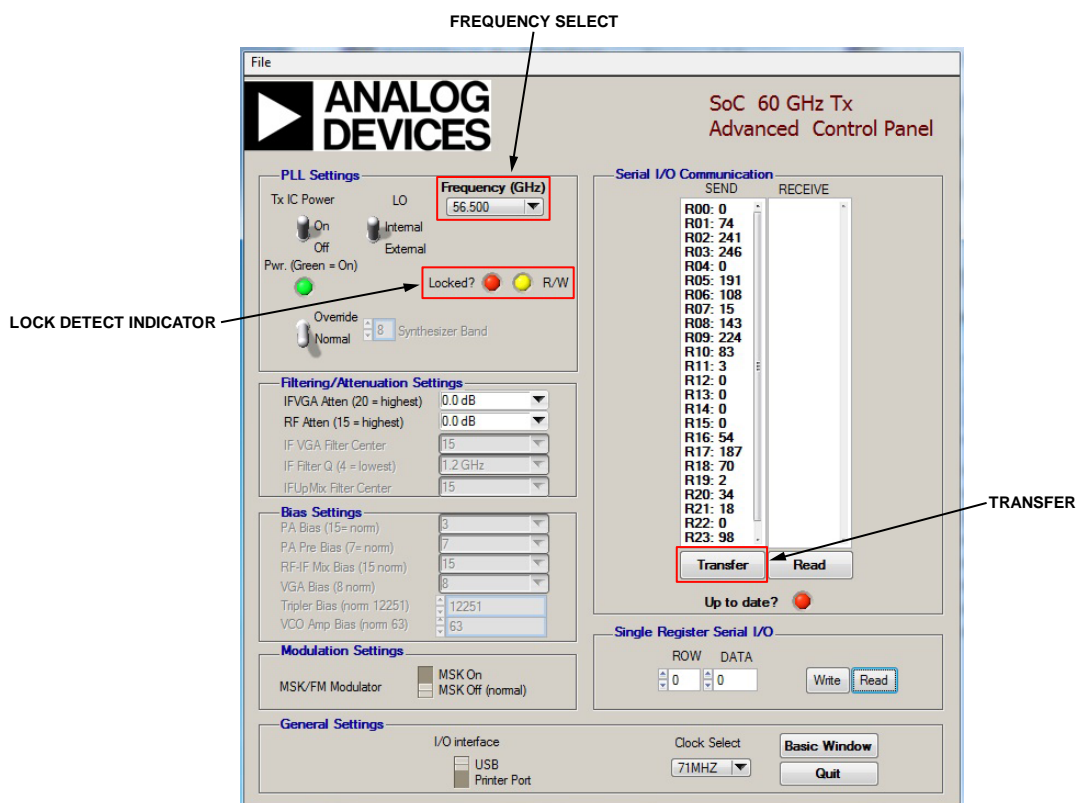 FREQUENCY SELECT
File
ANALOG
DEVICES
SoC 60 GHz Tx
Advanced Control Panel
PLL Settings
Tx IC Power
LO
Frequency (GHz)
56.500
On
Off
Internal
External
Pwr. (Green = On)
Locked?
R/W
LOCK DETECT INDICATOR
Override
Normal
8
Synthesizer Band
Filtering/Attenuation Settings
IFVGA Atten (20 = highest)
0.0 dB
RF Atten (15 = highest)
0.0 dB
IF VGA Filter Center
15
IF Filter Q (4 = lowest)
1.2 GHz
IFUpMix Filter Center
15
Bias Settings
PA Bias (15= norm)
3
PA Pre Bias (7= norm)
7
RF-IF Mix Bias (15 norm)
15
VGA Bias (8 norm)
8
Tripler Bias (norm 12251)
12251
VCO Amp Bias (norm 63)
63
Modulation Settings
MSK/FM Modulator
MSK On
MSK Off (normal)
Serial I/O Communication
SEND
RECEIVE
R00: 0
R01: 74
R02: 241
R03: 246
R04: 0
R05: 191
R06: 108
R07: 15
R08: 143
R09: 224
R10: 83
R11: 3
R12: 0
R13: 0
R14: 0
R15: 0
R16: 54
R17: 187
R18: 70
R19: 2
R20: 34
R21: 18
R22: 0
R23: 98
TRANSFER
Transfer
Read
Up to date?
Single Register Serial I/O
ROW
DATA
0
0
Write
Read
General Settings
I/O interface
USB
Printer Port
Clock Select
71MHZ
Basic Window
Quit